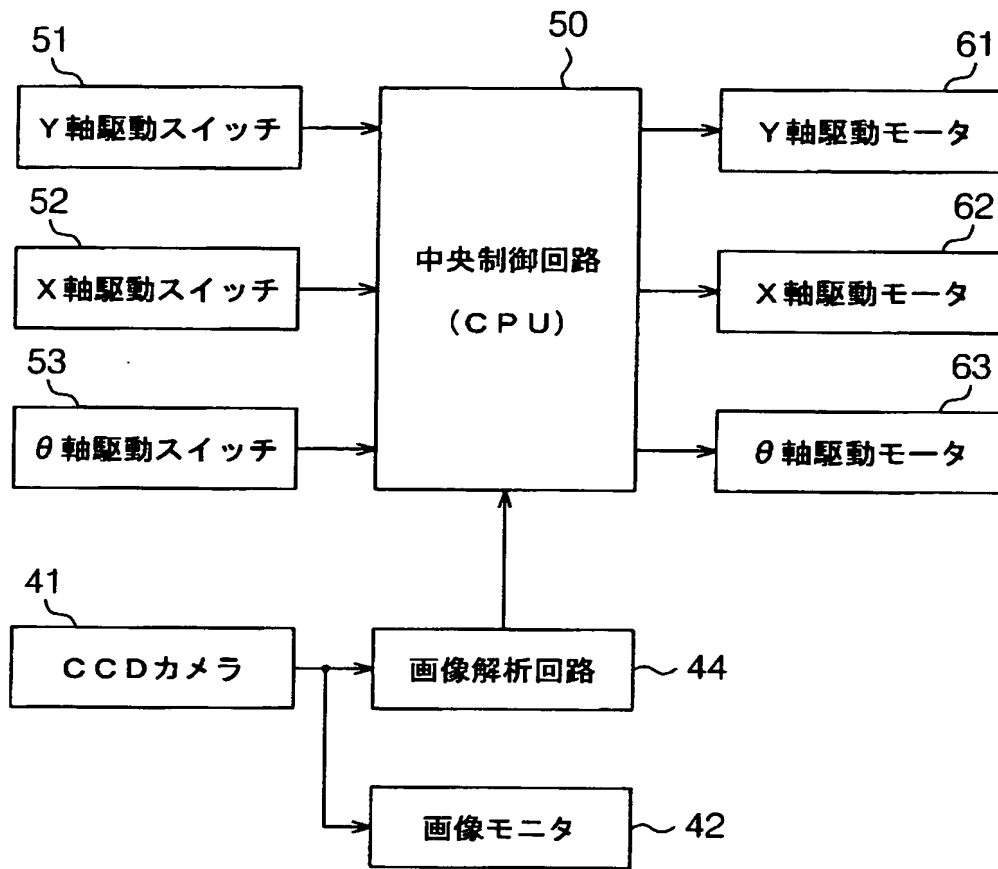 50
51
61
Y軸駆動スイッチ
Y軸駆動モータ
52
62
X軸駆動スイッチ
中央制御回路
(CPU)
X軸駆動モータ
53
63
θ軸駆動スイッチ
θ軸駆動モータ
41
CCDカメラ
画像解析回路
44
画像モニタ
42